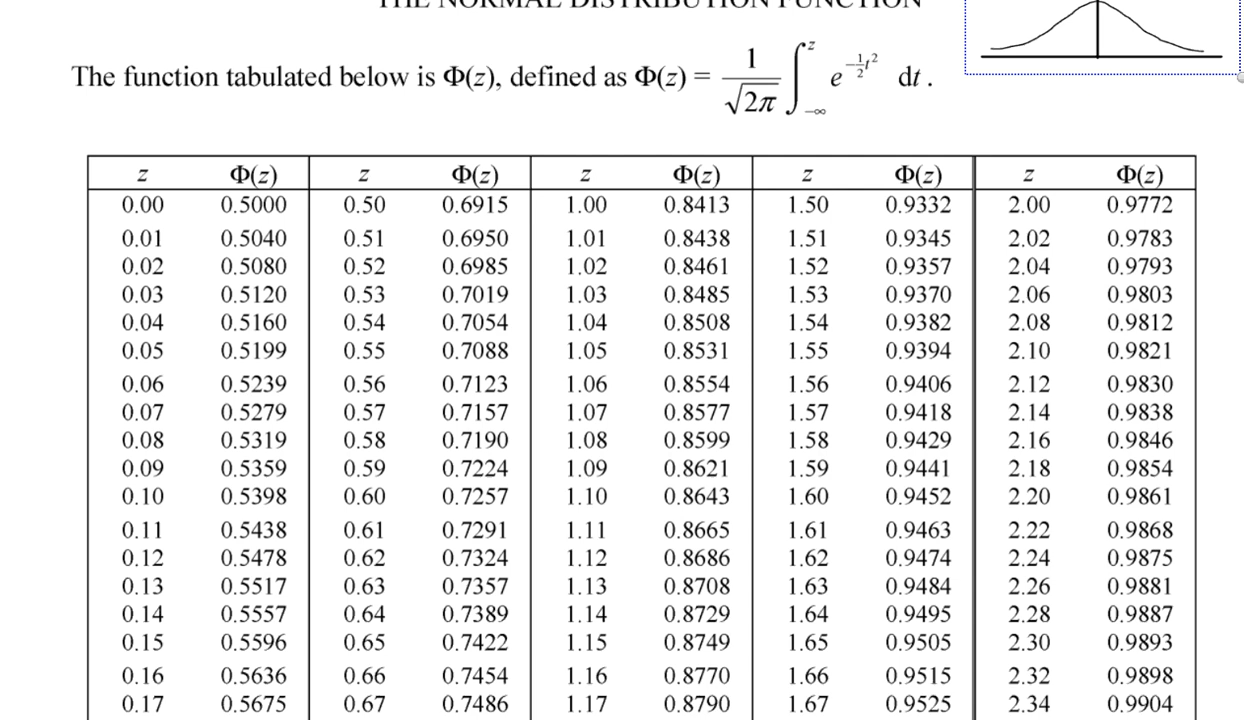 THE NORMAL DISTRIBUTION FUNCTION
The function tabulated below is Φ(z), defined as Φ(z) = 1/√2π ∫_{-∞}^{z} e^{-½t²} dt .
z Φ(z) z Φ(z) z Φ(z) z Φ(z) z Φ(z)
0.00 0.5000 0.50 0.6915 1.00 0.8413 1.50 0.9332 2.00 0.9772
0.01 0.5040 0.51 0.6950 1.01 0.8438 1.51 0.9345 2.02 0.9783
0.02 0.5080 0.52 0.6985 1.02 0.8461 1.52 0.9357 2.04 0.9793
0.03 0.5120 0.53 0.7019 1.03 0.8485 1.53 0.9370 2.06 0.9803
0.04 0.5160 0.54 0.7054 1.04 0.8508 1.54 0.9382 2.08 0.9812
0.05 0.5199 0.55 0.7088 1.05 0.8531 1.55 0.9394 2.10 0.9821
0.06 0.5239 0.56 0.7123 1.06 0.8554 1.56 0.9406 2.12 0.9830
0.07 0.5279 0.57 0.7157 1.07 0.8577 1.57 0.9418 2.14 0.9838
0.08 0.5319 0.58 0.7190 1.08 0.8599 1.58 0.9429 2.16 0.9846
0.09 0.5359 0.59 0.7224 1.09 0.8621 1.59 0.9441 2.18 0.9854
0.10 0.5398 0.60 0.7257 1.10 0.8643 1.60 0.9452 2.20 0.9861
0.11 0.5438 0.61 0.7291 1.11 0.8665 1.61 0.9463 2.22 0.9868
0.12 0.5478 0.62 0.7324 1.12 0.8686 1.62 0.9474 2.24 0.9875
0.13 0.5517 0.63 0.7357 1.13 0.8708 1.63 0.9484 2.26 0.9881
0.14 0.5557 0.64 0.7389 1.14 0.8729 1.64 0.9495 2.28 0.9887
0.15 0.5596 0.65 0.7422 1.15 0.8749 1.65 0.9505 2.30 0.9893
0.16 0.5636 0.66 0.7454 1.16 0.8770 1.66 0.9515 2.32 0.9898
0.17 0.5675 0.67 0.7486 1.17 0.8790 1.67 0.9525 2.34 0.9904